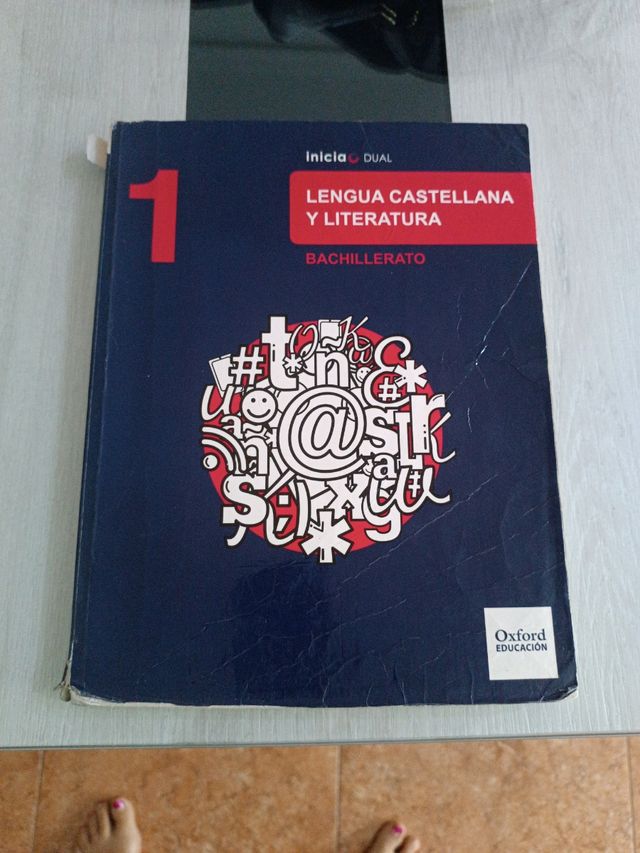 inicia DUAL
1
LENGUA CASTELLANA
Y LITERATURA
BACHILLERATO
Oxford
EDUCACIÓN